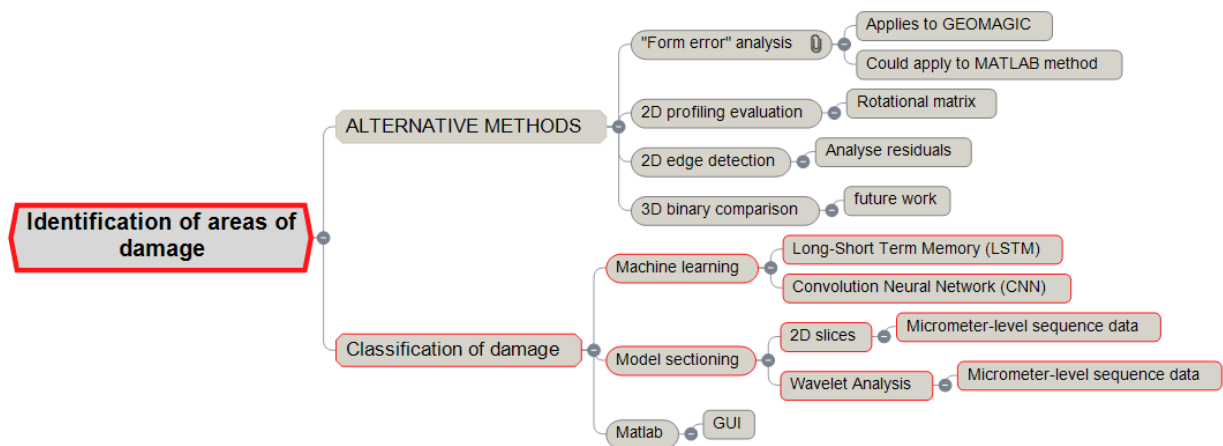 Identification of areas of
damage
ALTERNATIVE METHODS
"Form error" analysis
Applies to GEOMAGIC
Could apply to MATLAB method
2D profiling evaluation
Rotational matrix
2D edge detection
Analyse residuals
3D binary comparison
future work
Classification of damage
Machine learning
Long-Short Term Memory (LSTM)
Convolution Neural Network (CNN)
Model sectioning
2D slices
Micrometer-level sequence data
Wavelet Analysis
Micrometer-level sequence data
Matlab
GUI